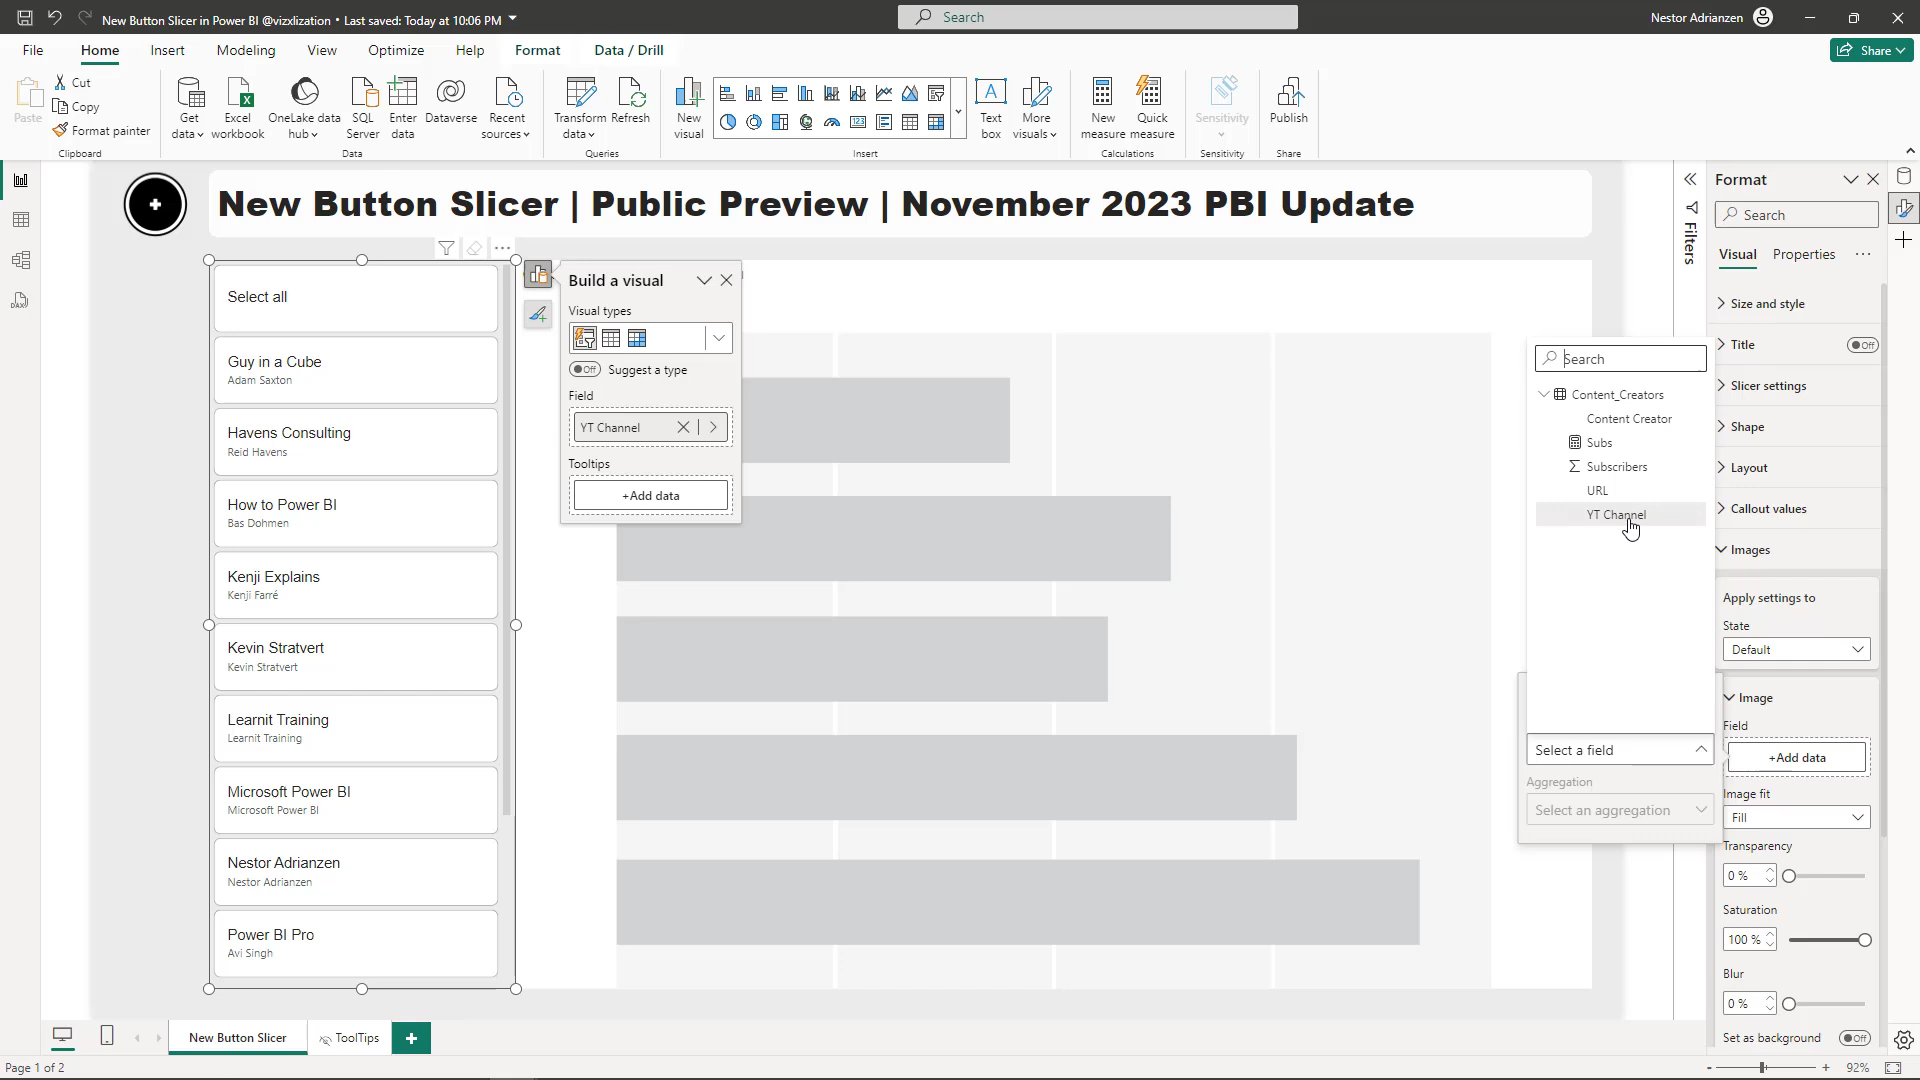 New Button Slicer in Power BI @vizxlization • Last saved: Today at 10:06 PM
Search
Nestor Adrianzen
File
Home
Insert
Modeling
View
Optimize
Help
Format
Data / Drill
Share
Paste
Cut
Copy
Format painter
Clipboard
Get data
Excel workbook
OneLake data hub
SQL Server
Enter data
Dataverse
Recent sources
Data
Transform data
Refresh
Queries
New visual
Text box
More visuals
Insert
New measure
Quick measure
Calculations
Sensitivity
Sensitivity
Publish
Share
New Button Slicer | Public Preview | November 2023 PBI Update
Select all
Guy in a Cube
Adam Saxton
Havens Consulting
Reid Havens
How to Power BI
Bas Dohmen
Kenji Explains
Kenji Farré
Kevin Stratvert
Kevin Stratvert
Learnit Training
Learnit Training
Microsoft Power BI
Microsoft Power BI
Nestor Adrianzen
Nestor Adrianzen
Power BI Pro
Avi Singh
Build a visual
Visual types
Off
Suggest a type
Field
YT Channel
Tooltips
+Add data
Search
Content_Creators
Content Creator
Subs
Subscribers
URL
YT Channel
Select a field
Aggregation
Select an aggregation
Filters
Format
Search
Visual
Properties
Size and style
Title
Off
Slicer settings
Shape
Layout
Callout values
Images
Apply settings to
State
Default
Image
Field
+Add data
Image fit
Fill
Transparency
0 %
Saturation
100 %
Blur
0 %
Set as background
Off
New Button Slicer
ToolTips
Page 1 of 2
- + 92%